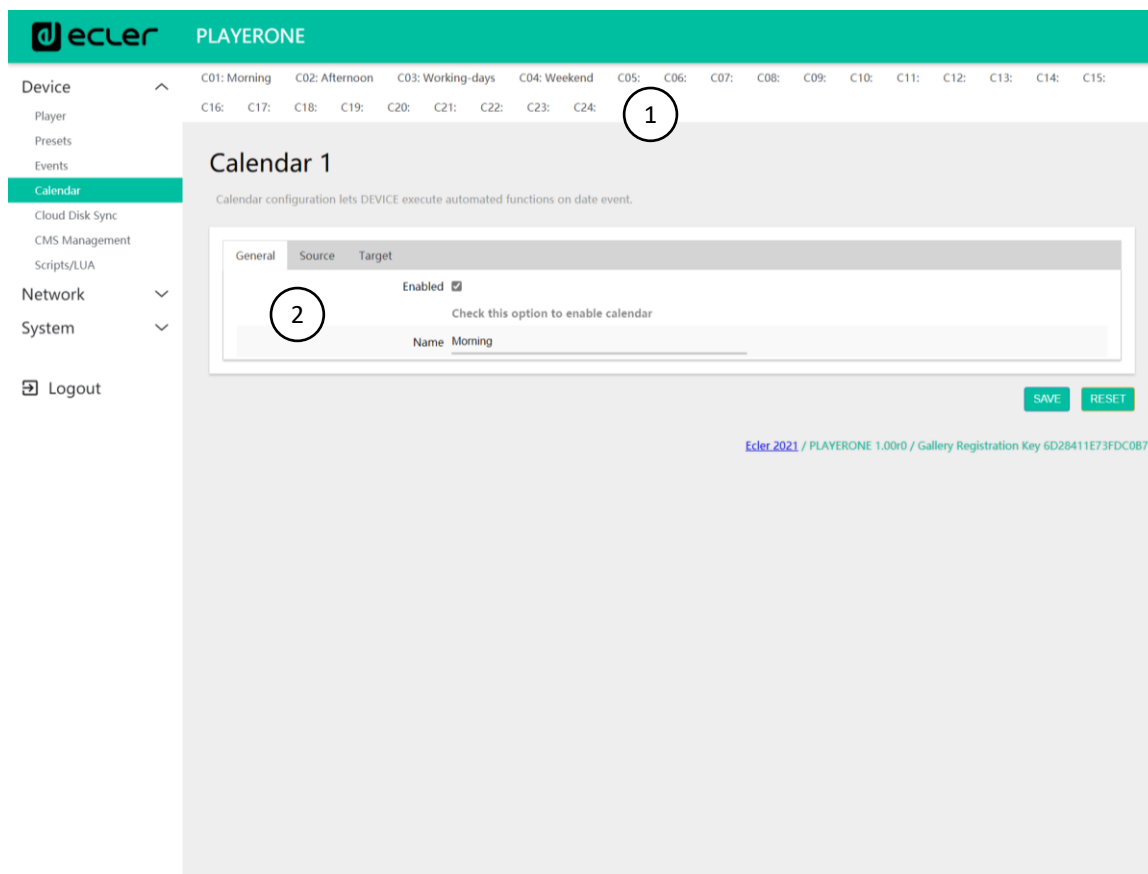 ecler
PLAYERONE
Device
Player
Presets
Events
Calendar
Cloud Disk Sync
CMS Management
Scripts/LUA
Network
System
Logout
C01: Morning C02: Afternoon C03: Working-days C04: Weekend C05: C06: C07: C08: C09: C10: C11: C12: C13: C14: C15:
C16: C17: C18: C19: C20: C21: C22: C23: C24:
1
Calendar 1
Calendar configuration lets DEVICE execute automated functions on date event.
General Source Target
Enabled
2
Check this option to enable calendar
Name Morning
SAVE RESET
Ecler 2021 / PLAYERONE 1.00r0 / Gallery Registration Key 6D28411E73FDC0B7